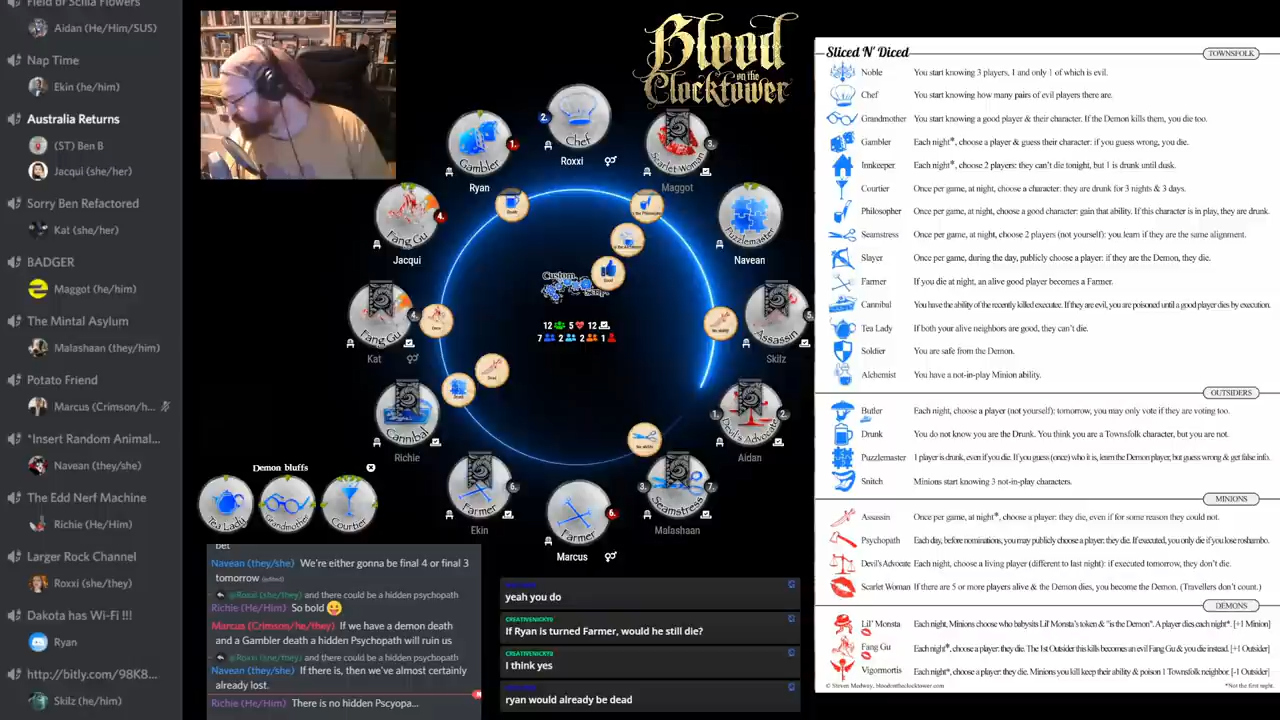 Field of Scilla Flowers
Aidan (He/Him/SUS)
Nap Time
Ekin (he/him)
Australia Returns
(ST) Ben B
Jacqui (she/her)
Sorry Ben Refactored
Kat (she/her)
BADGER
Maggot (he/him)
The Mental Asylum
Malashaan (they/him)
Potato Friend
Marcus (Crimson/h...
*Insert Random Animal...
Navean (they/she)
The Edd Nerf Machine
Richie (He/Him)
Larger Rock Channel
Roxxi (she/they)
Dadgers Wi-Fi !!!!
Ryan
Skilz (he/him)
Blood
on the
Clocktower
Chef
2.
Roxxi
Gambler
1.
Ryan
Scarlet Woman
3.
Maggot
Fang Gu
4.
Jacqui
Puzzlemaster
Navean
Fang Gu
4.
Kat
Assassin
5.
Skilz
Custom
Script
12 5 12
7 2 2 2 1
Cannibal
Richie
Devil's Advocate
1. 2.
Aidan
Farmer
6.
Ekin
Farmer
6.
Marcus
Seamstress
3. 7.
Malashaan
No ability
No ability
Demon bluffs
Tea Lady
Grandmother
Courtier
bet
Navean (they/she) We're either gonna be final 4 or final 3
tomorrow (edited)
@Roxxi (she/they) and there could be a hidden psychopath
Richie (He/Him) So bold 😜
Marcus (Crimson/he/they) If we have a demon death
and a Gambler death a hidden Psychopath will ruin us
@Roxxi (she/they) and there could be a hidden psychopath
Navean (they/she) If there is, then we've almost certainly
already lost.
Richie (He/Him) There is no hidden Pscyopa...
yeah you do
CREATIVENICK70
If Ryan is turned Farmer, would he still die?
CREATIVENICK70
I think yes
ryan would already be dead
Sliced N' Diced
TOWNSFOLK
Noble You start knowing 3 players, 1 and only 1 of which is evil.
Chef You start knowing how many pairs of evil players there are.
Grandmother You start knowing a good player & their character. If the Demon kills them, you die too.
Gambler Each night*, choose a player & guess their character: if you guess wrong, you die.
Innkeeper Each night*, choose 2 players: they can't die tonight, but 1 is drunk until dusk.
Courtier Once per game, at night, choose a character: they are drunk for 3 nights & 3 days.
Philosopher Once per game, at night, choose a good character: gain that ability. If this character is in play, they are drunk.
Seamstress Once per game, at night, choose 2 players (not yourself): you learn if they are the same alignment.
Slayer Once per game, during the day, publicly choose a player: if they are the Demon, they die.
Farmer If you die at night, an alive good player becomes a Farmer.
Cannibal You have the ability of the recently killed executee. If they are evil, you are poisoned until a good player dies by execution.
Tea Lady If both your alive neighbors are good, they can't die.
Soldier You are safe from the Demon.
Alchemist You have a not-in-play Minion ability.
OUTSIDERS
Butler Each night, choose a player (not yourself): tomorrow, you may only vote if they are voting too.
Drunk You do not know you are the Drunk. You think you are a Townsfolk character, but you are not.
Puzzlemaster 1 player is drunk, even if you die. If you guess (once) who it is, learn the Demon player, but guess wrong & get false info.
Snitch Minions start knowing 3 not-in-play characters.
MINIONS
Assassin Once per game, at night*, choose a player: they die, even if for some reason they could not.
Psychopath Each day, before nominations, you may publicly choose a player: they die. If executed, you only die if you lose roshambo.
Devil's Advocate Each night, choose a living player (different to last night): if executed tomorrow, they don't die.
Scarlet Woman If there are 5 or more players alive & the Demon dies, you become the Demon. (Travellers don't count.)
DEMONS
Lil' Monsta Each night, Minions choose who babysits Lil' Monsta's token & "is the Demon". A player dies each night*. [+1 Minion]
Fang Gu Each night*, choose a player: they die. The 1st Outsider this kills becomes an evil Fang Gu & you die instead. [+1 Outsider]
Vigormortis Each night*, choose a player: they die. Minions you kill keep their ability & poison 1 Townsfolk neighbor. [-1 Outsider]
© Steven Medway, bloodontheclocktower.com
*Not the first night.